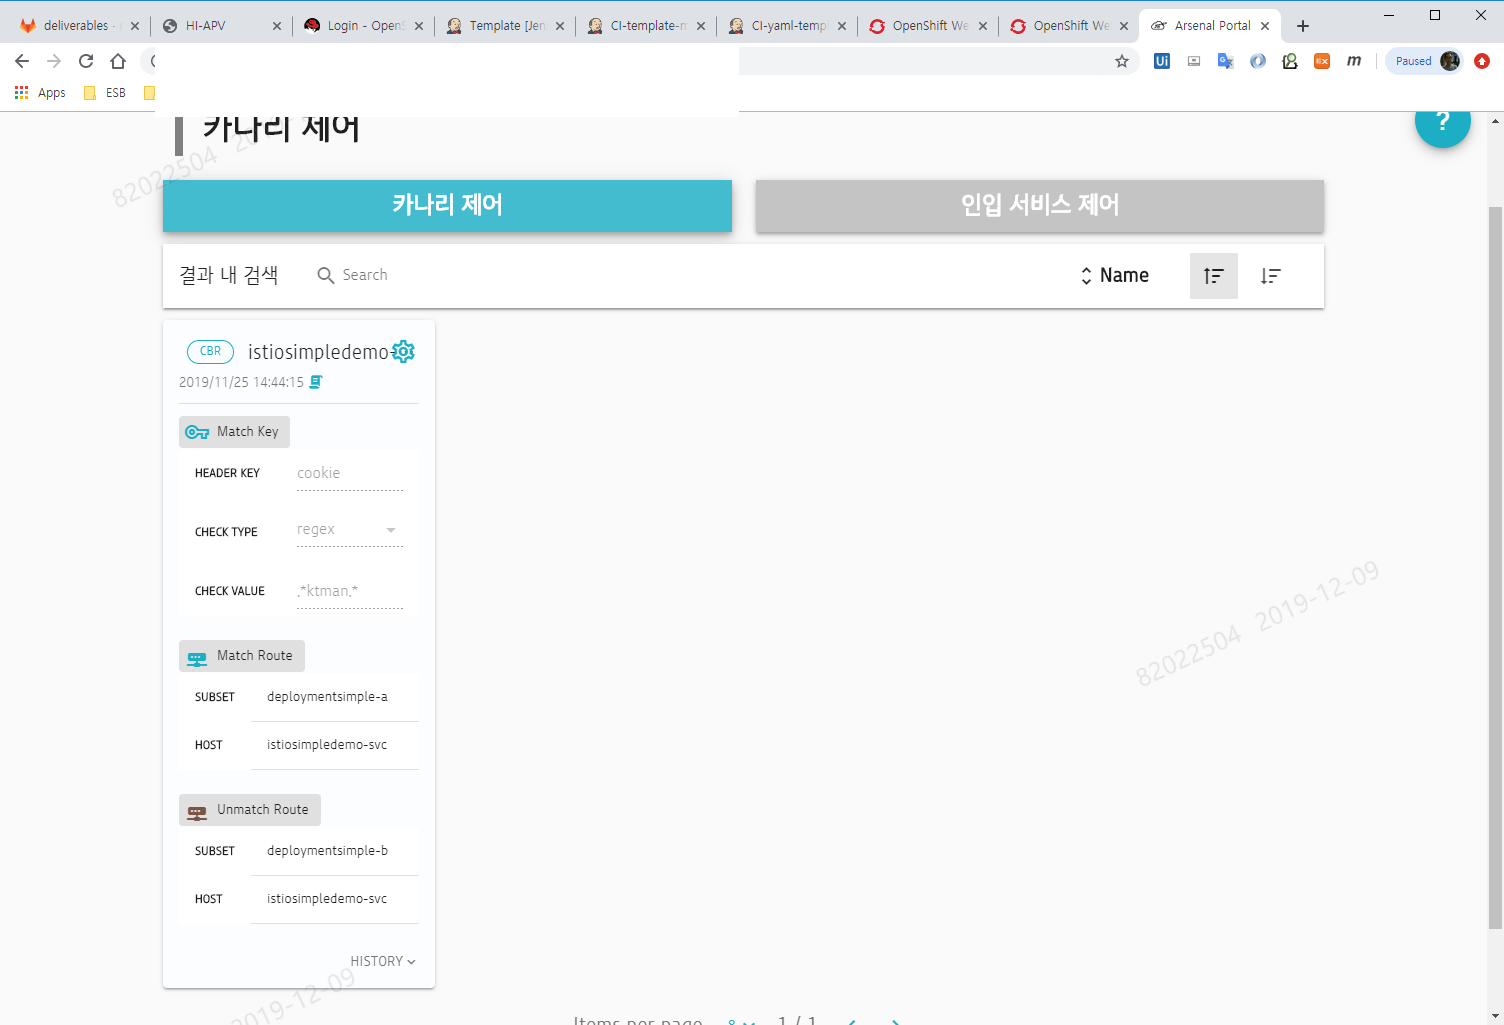 deliverables -
HI-APV
Login - OpenS
Template [Jen
CI-template-m
CI-yaml-temp
OpenShift We
OpenShift We
Arsenal Portal
Paused
Apps
ESB
카나리 제어
?
카나리 제어
인입 서비스 제어
결과 내 검색
Search
Name
CBR
istiosimpledemo-
2019/11/25 14:44:15
Match Key
HEADER KEY
cookie
CHECK TYPE
regex
CHECK VALUE
.*ktman.*
Match Route
SUBSET
deploymentsimple-a
HOST
istiosimpledemo-svc
Unmatch Route
SUBSET
deploymentsimple-b
HOST
istiosimpledemo-svc
HISTORY
Items per page
8
1 / 1
82022504 20
82022504 2019-12-09
2019-12-09